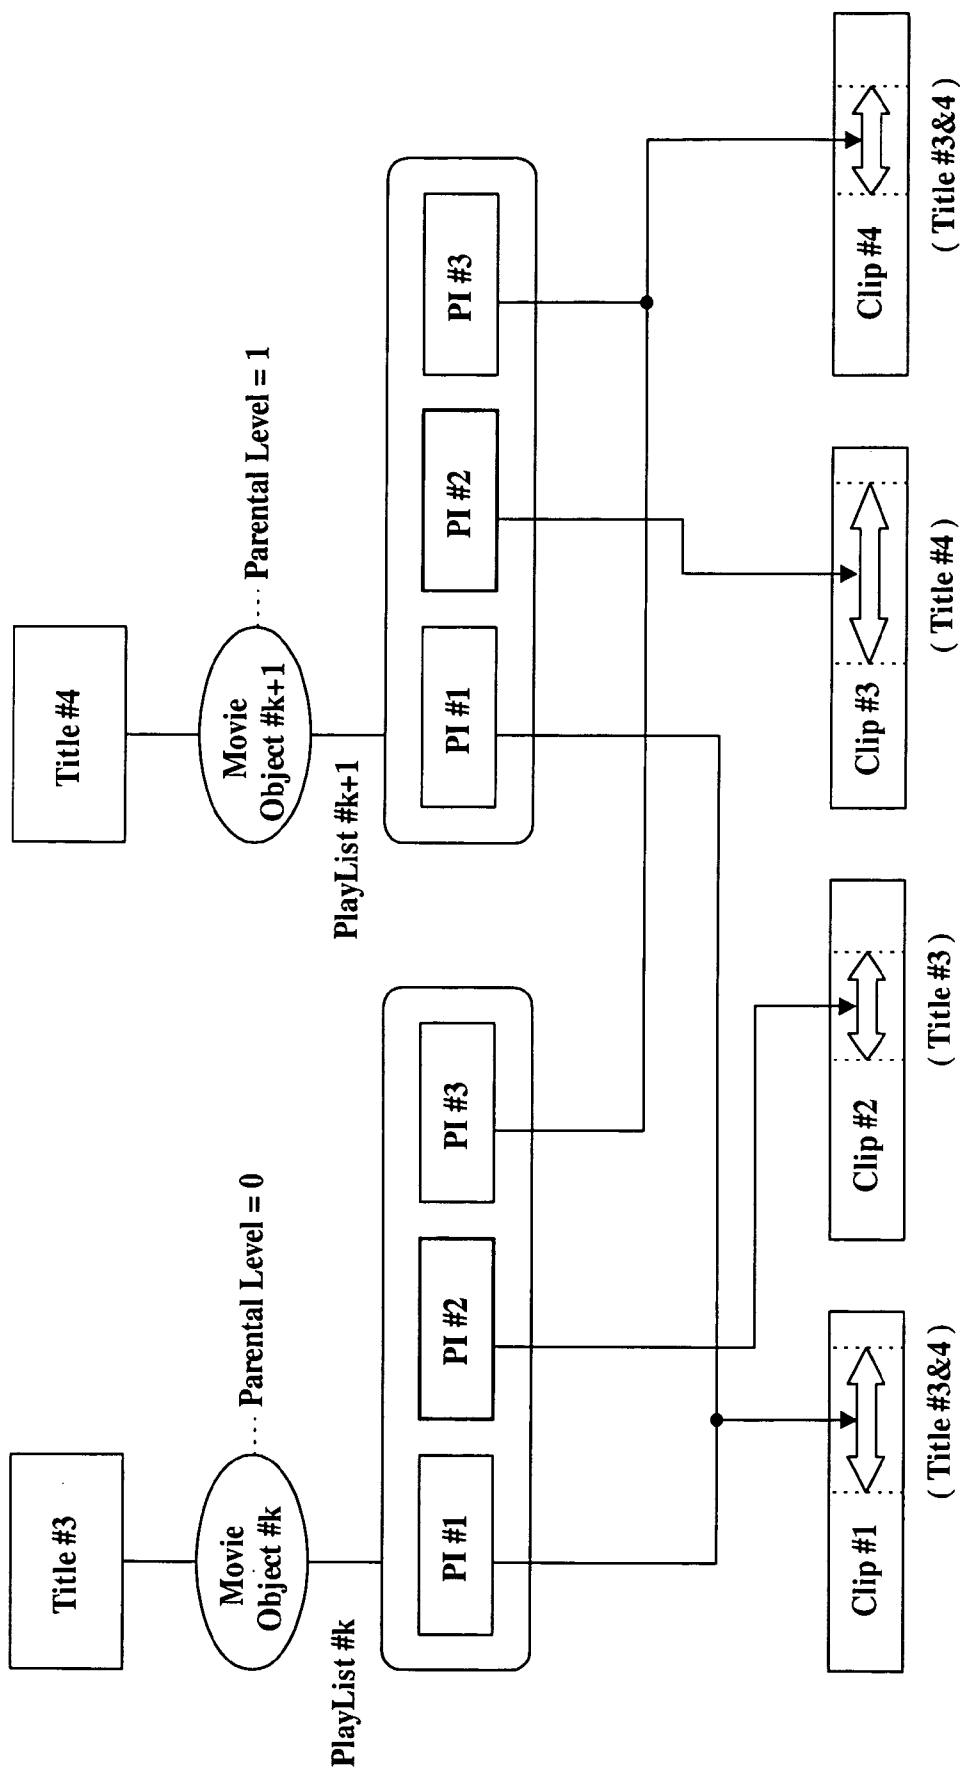 Title #3
Title #4
Movie
Object #k
Parental Level = 0
Movie
Object #k+1
Parental Level = 1
PlayList #k
PlayList #k+1
PI #1
PI #2
PI #3
PI #1
PI #2
PI #3
Clip #1
Clip #2
Clip #3
Clip #4
( Title #3&4 )
( Title #3 )
( Title #4 )
( Title #3&4 )